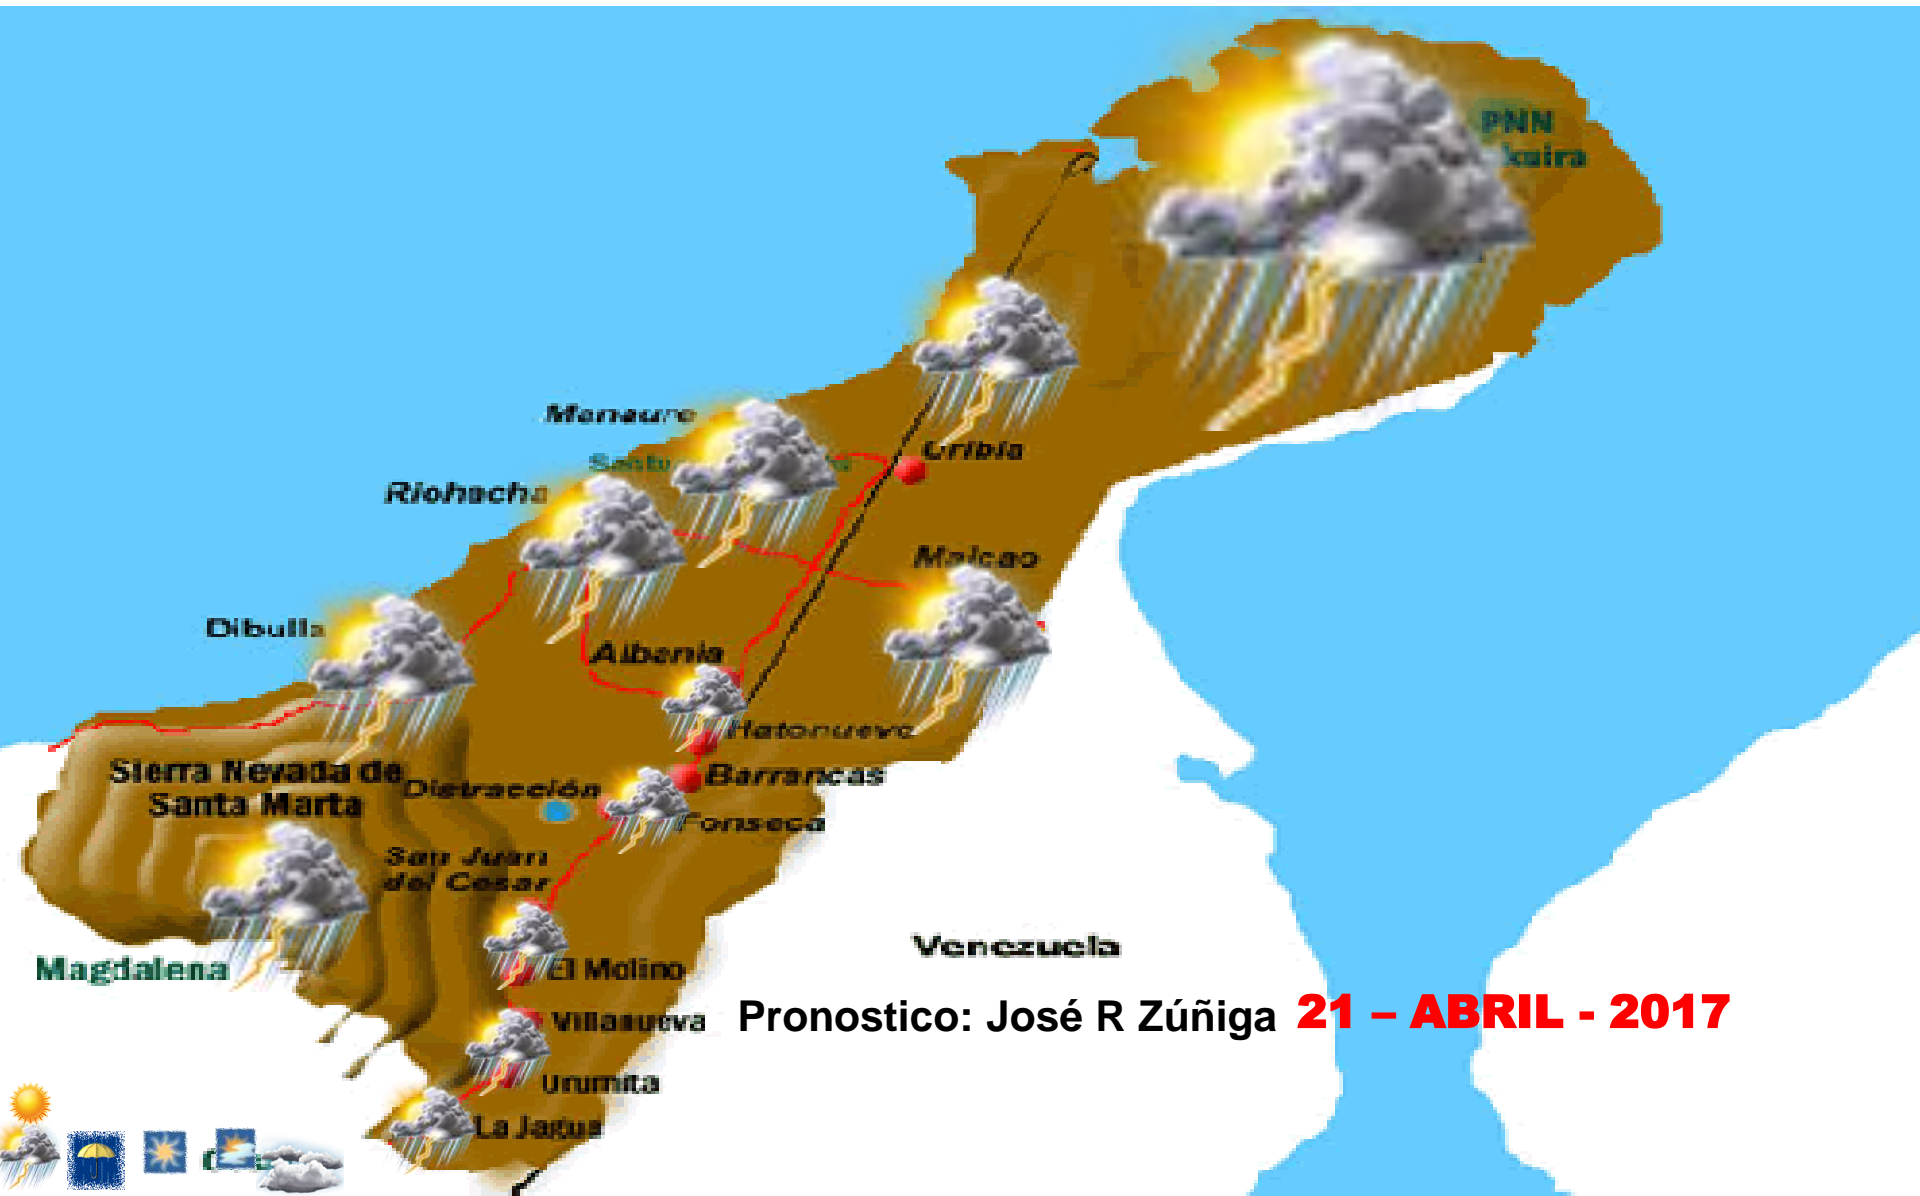 PNN
kuira
Manaure
Uribia
Riohacha
Maicao
Dibulla
Albania
Hatonuevo
Sierra Nevada de
Santa Marta
Distracción
Barrancas
Fonseca
San Juan
del Cesar
Magdalena
El Molino
Venezuela
Villanueva
Pronostico: José R Zúñiga 21 – ABRIL - 2017
Urumita
La Jagua